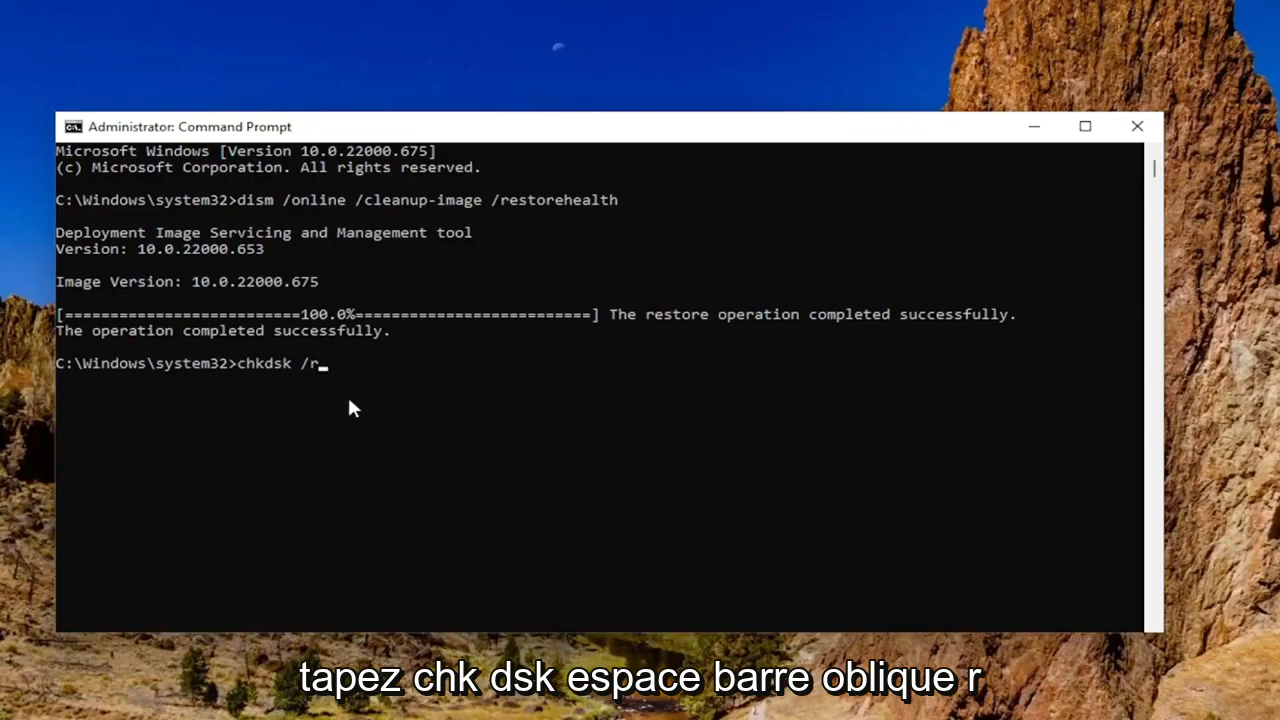 Administrator: Command Prompt
Microsoft Windows [Version 10.0.22000.675]
(c) Microsoft Corporation. All rights reserved.
C:\Windows\system32>dism /online /cleanup-image /restorehealth
Deployment Image Servicing and Management tool
Version: 10.0.22000.653
Image Version: 10.0.22000.675
[==========================100.0%==========================] The restore operation completed successfully.
The operation completed successfully.
C:\Windows\system32>chkdsk /r
tapez chk dsk espace barre oblique r